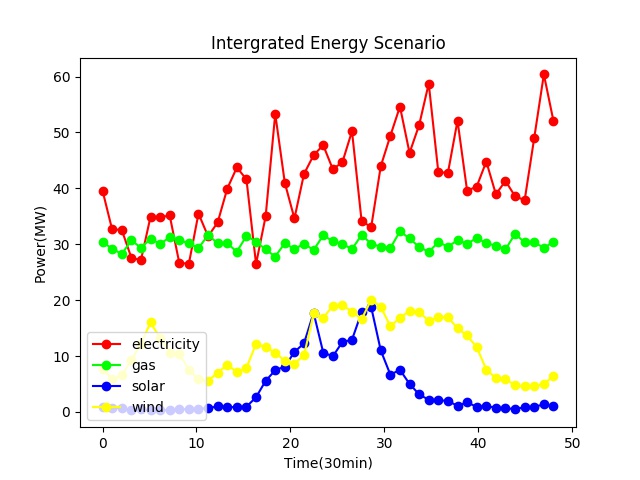 Intergrated Energy Scenario
Power(MW)
60
50
40
30
20
10
0
electricity
gas
solar
wind
0 10 20 30 40 50
Time(30min)